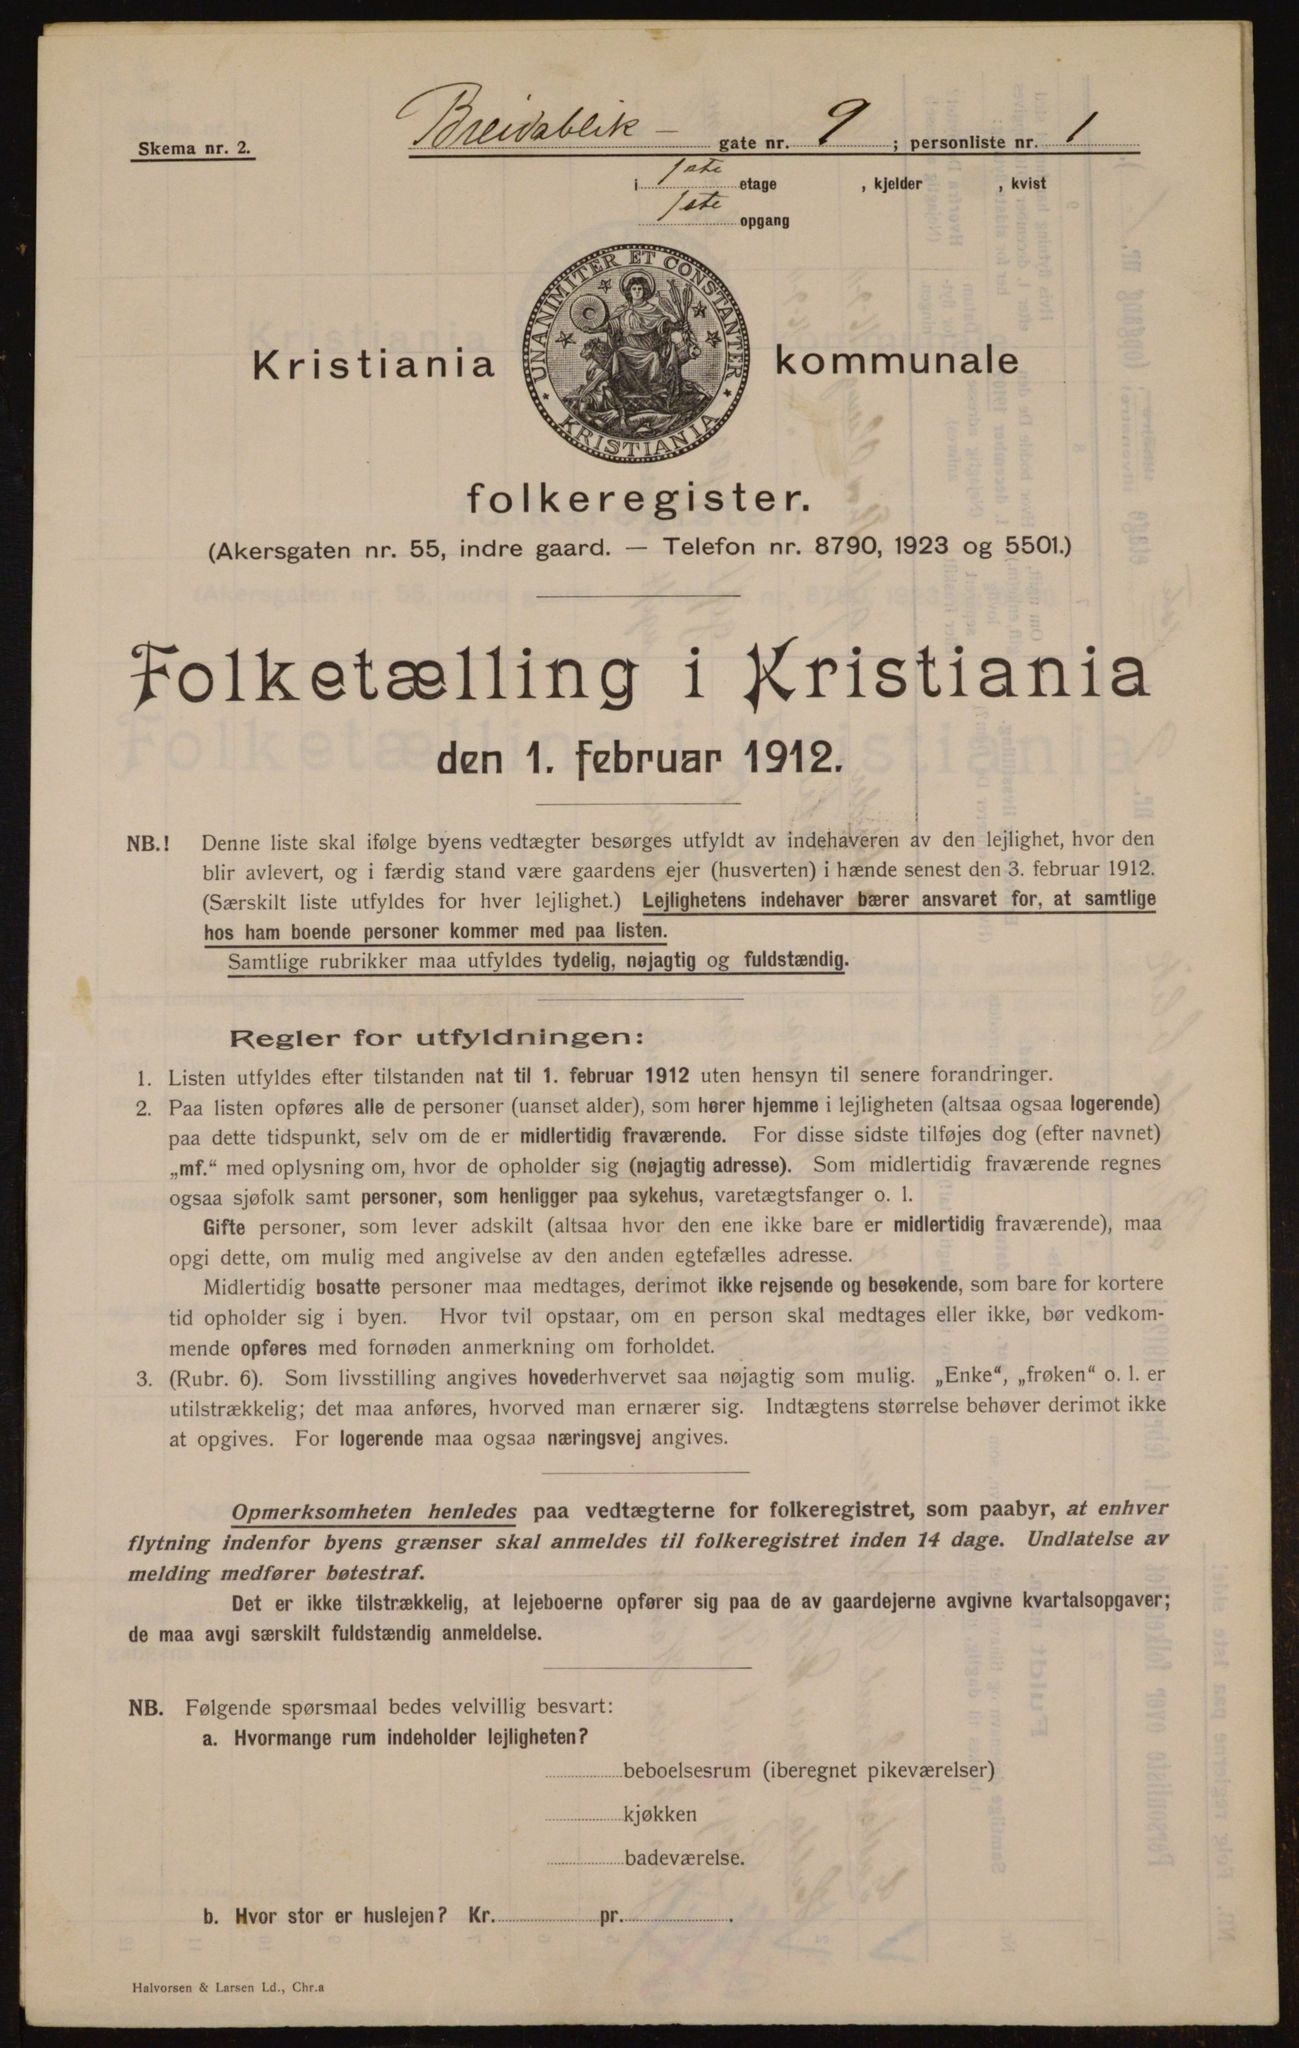 Skema nr. 2.
Breidablik – gate nr. 9; personliste nr. 1
i 1ste etage , kjelder , kvist
1ste opgang
UNANIMITER ET CONSTANTER
KRISTIANIA
Kristiania kommunale
folkeregister.
(Akersgaten nr. 55, indre gaard. — Telefon nr. 8790, 1923 og 5501.)
Folketælling i Kristiania
den 1. februar 1912.
NB.! Denne liste skal ifølge byens vedtægter besørges utfyldt av indehaveren av den lejlighet, hvor den
blir avlevert, og i færdig stand være gaardens ejer (husverten) i hænde senest den 3. februar 1912.
(Særskilt liste utfyldes for hver lejlighet.) Lejlighetens indehaver bærer ansvaret for, at samtlige
hos ham boende personer kommer med paa listen.
Samtlige rubrikker maa utfyldes tydelig, nøjagtig og fuldstændig.
Regler for utfyldningen:
1. Listen utfyldes efter tilstanden nat til 1. februar 1912 uten hensyn til senere forandringer.
2. Paa listen opføres alle de personer (uanset alder), som hører hjemme i lejligheten (altsaa ogsaa logerende)
paa dette tidspunkt, selv om de er midlertidig fraværende. For disse sidste tilføjes dog (efter navnet)
„mf.“ med oplysning om, hvor de opholder sig (nøjagtig adresse). Som midlertidig fraværende regnes
ogsaa sjøfolk samt personer, som henligger paa sykehus, varetægtsfanger o. l.
Gifte personer, som lever adskilt (altsaa hvor den ene ikke bare er midlertidig fraværende), maa
opgi dette, om mulig med angivelse av den anden egtefælles adresse.
Midlertidig bosatte personer maa medtages, derimot ikke rejsende og besøkende, som bare for kortere
tid opholder sig i byen. Hvor tvil opstaar, om en person skal medtages eller ikke, bør vedkom-
mende opføres med fornøden anmerkning om forholdet.
3. (Rubr. 6). Som livsstilling angives hovederhvervet saa nøjagtig som mulig. „Enke“, „frøken“ o. l. er
utilstrækkelig; det maa anføres, hvorved man ernærer sig. Indtægtens størrelse behøver derimot ikke
at opgives. For logerende maa ogsaa næringsvej angives.
Opmerksomheten henledes paa vedtægterne for folkeregistret, som paabyr, at enhver
flytning indenfor byens grænser skal anmeldes til folkeregistret inden 14 dage. Undlatelse av
melding medfører bøtestraf.
Det er ikke tilstrækkelig, at lejeboerne opfører sig paa de av gaardejerne avgivne kvartalsopgaver;
de maa avgi særskilt fuldstændig anmeldelse.
NB. Følgende spørsmaal bedes velvillig besvart:
a. Hvormange rum indeholder lejligheten?
beboelsesrum (iberegnet pikeværelser)
kjøkken
badeværelse.
b. Hvor stor er huslejen? Kr. pr. .
Halvorsen & Larsen Ld., Chr.a